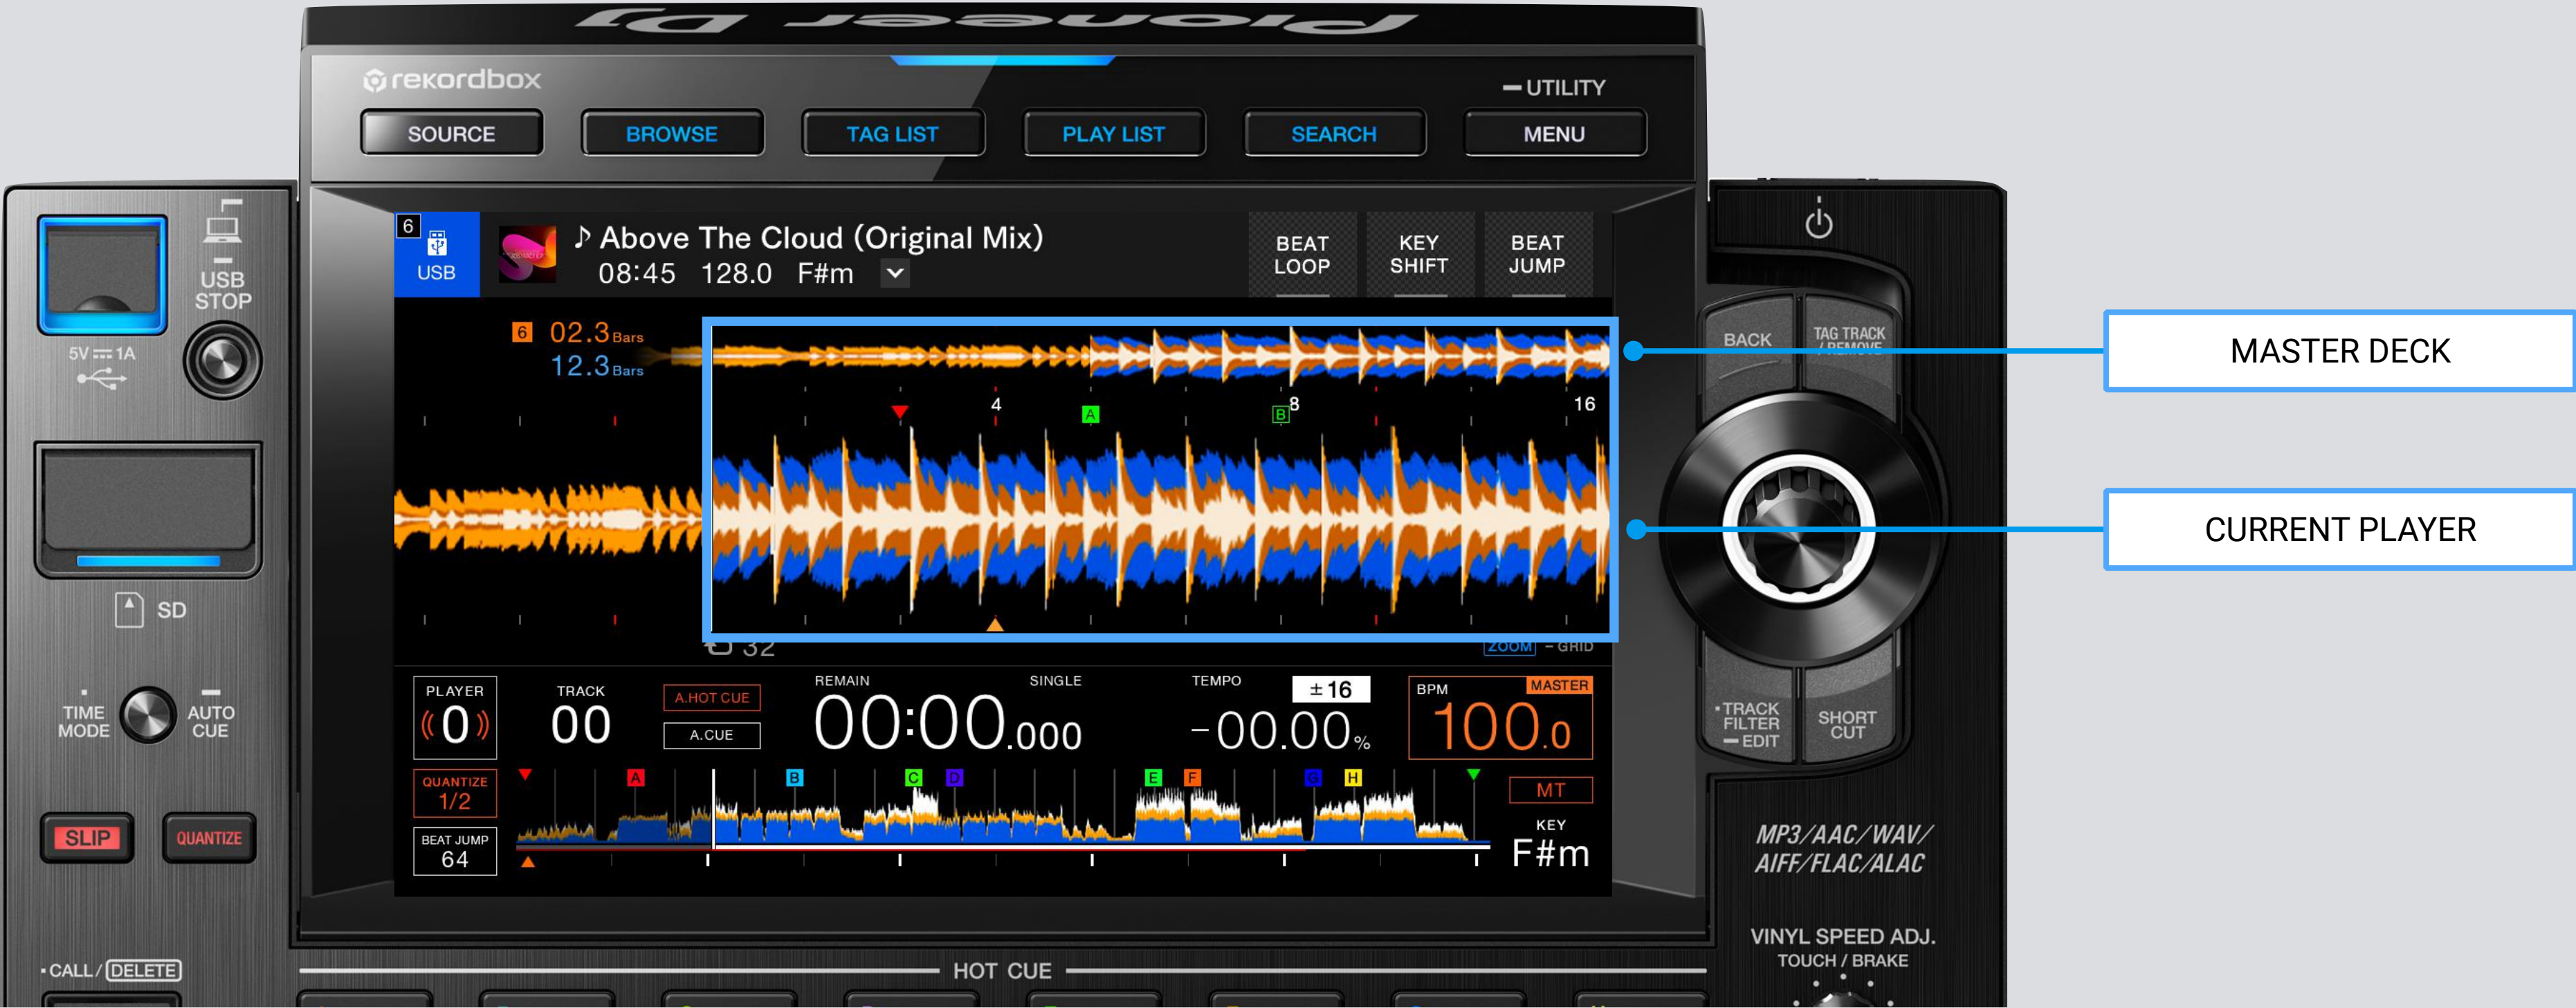 Pioneer Dj
rekordbox
UTILITY
SOURCE
BROWSE
TAG LIST
PLAY LIST
SEARCH
MENU
USB
STOP
5V 1A
SD
TIME
MODE
AUTO
CUE
SLIP
QUANTIZE
CALL/DELETE
6
USB
♪ Above The Cloud (Original Mix)
08:45 128.0 F#m
BEAT
LOOP
KEY
SHIFT
BEAT
JUMP
6 02.3 Bars
12.3 Bars
4 8 16
A B
32
ZOOM - GRID
PLAYER
0
TRACK
00
A.HOT CUE
A.CUE
REMAIN
SINGLE
00:00.000
TEMPO
±16
-00.00%
BPM
MASTER
100.0
QUANTIZE
1/2
BEAT JUMP
64
A B C D E F G H
MT
KEY
F#m
HOT CUE
BACK
TAG TRACK
/ REMOVE
TRACK
FILTER
EDIT
SHORT
CUT
MP3/AAC/WAV/
AIFF/FLAC/ALAC
VINYL SPEED ADJ.
TOUCH / BRAKE
MASTER DECK
CURRENT PLAYER